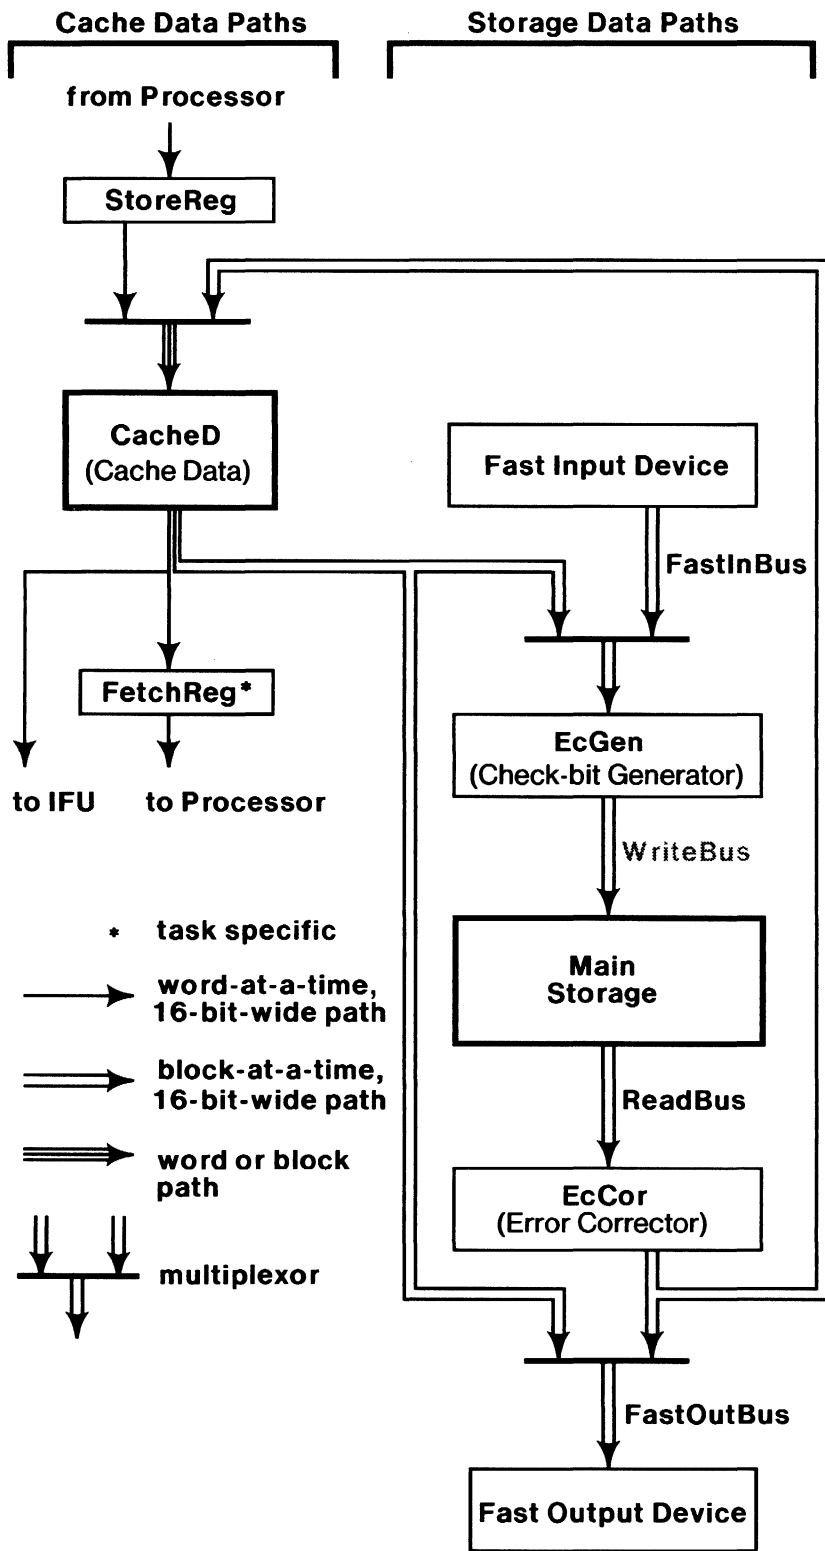 Cache Data Paths
Storage Data Paths
from Processor
StoreReg
CacheD
(Cache Data)
Fast Input Device
FastInBus
FetchReg*
EcGen
(Check-bit Generator)
to IFU
to Processor
WriteBus
* task specific
Main
Storage
word-at-a-time,
16-bit-wide path
block-at-a-time,
16-bit-wide path
ReadBus
word or block
path
EcCor
(Error Corrector)
multiplexor
FastOutBus
Fast Output Device